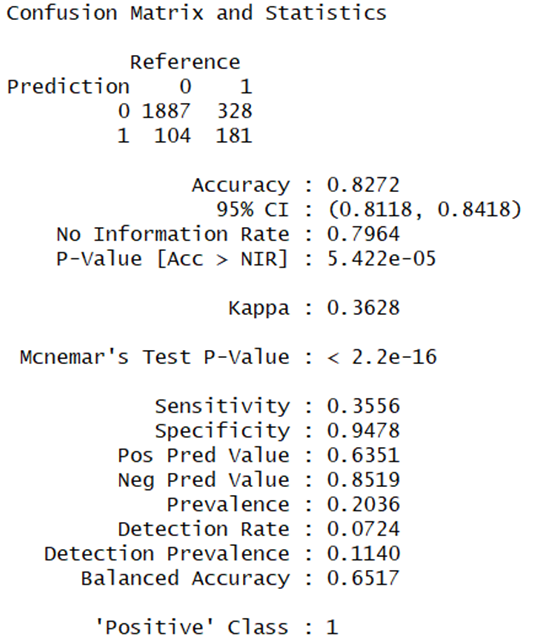 Confusion Matrix and Statistics
Reference
Prediction 0 1
0 1887 328
1 104 181
Accuracy : 0.8272
95% CI : (0.8118, 0.8418)
No Information Rate : 0.7964
P-Value [Acc > NIR] : 5.422e-05
Kappa : 0.3628
Mcnemar's Test P-Value : < 2.2e-16
Sensitivity : 0.3556
Specificity : 0.9478
Pos Pred Value : 0.6351
Neg Pred Value : 0.8519
Prevalence : 0.2036
Detection Rate : 0.0724
Detection Prevalence : 0.1140
Balanced Accuracy : 0.6517
'Positive' Class : 1